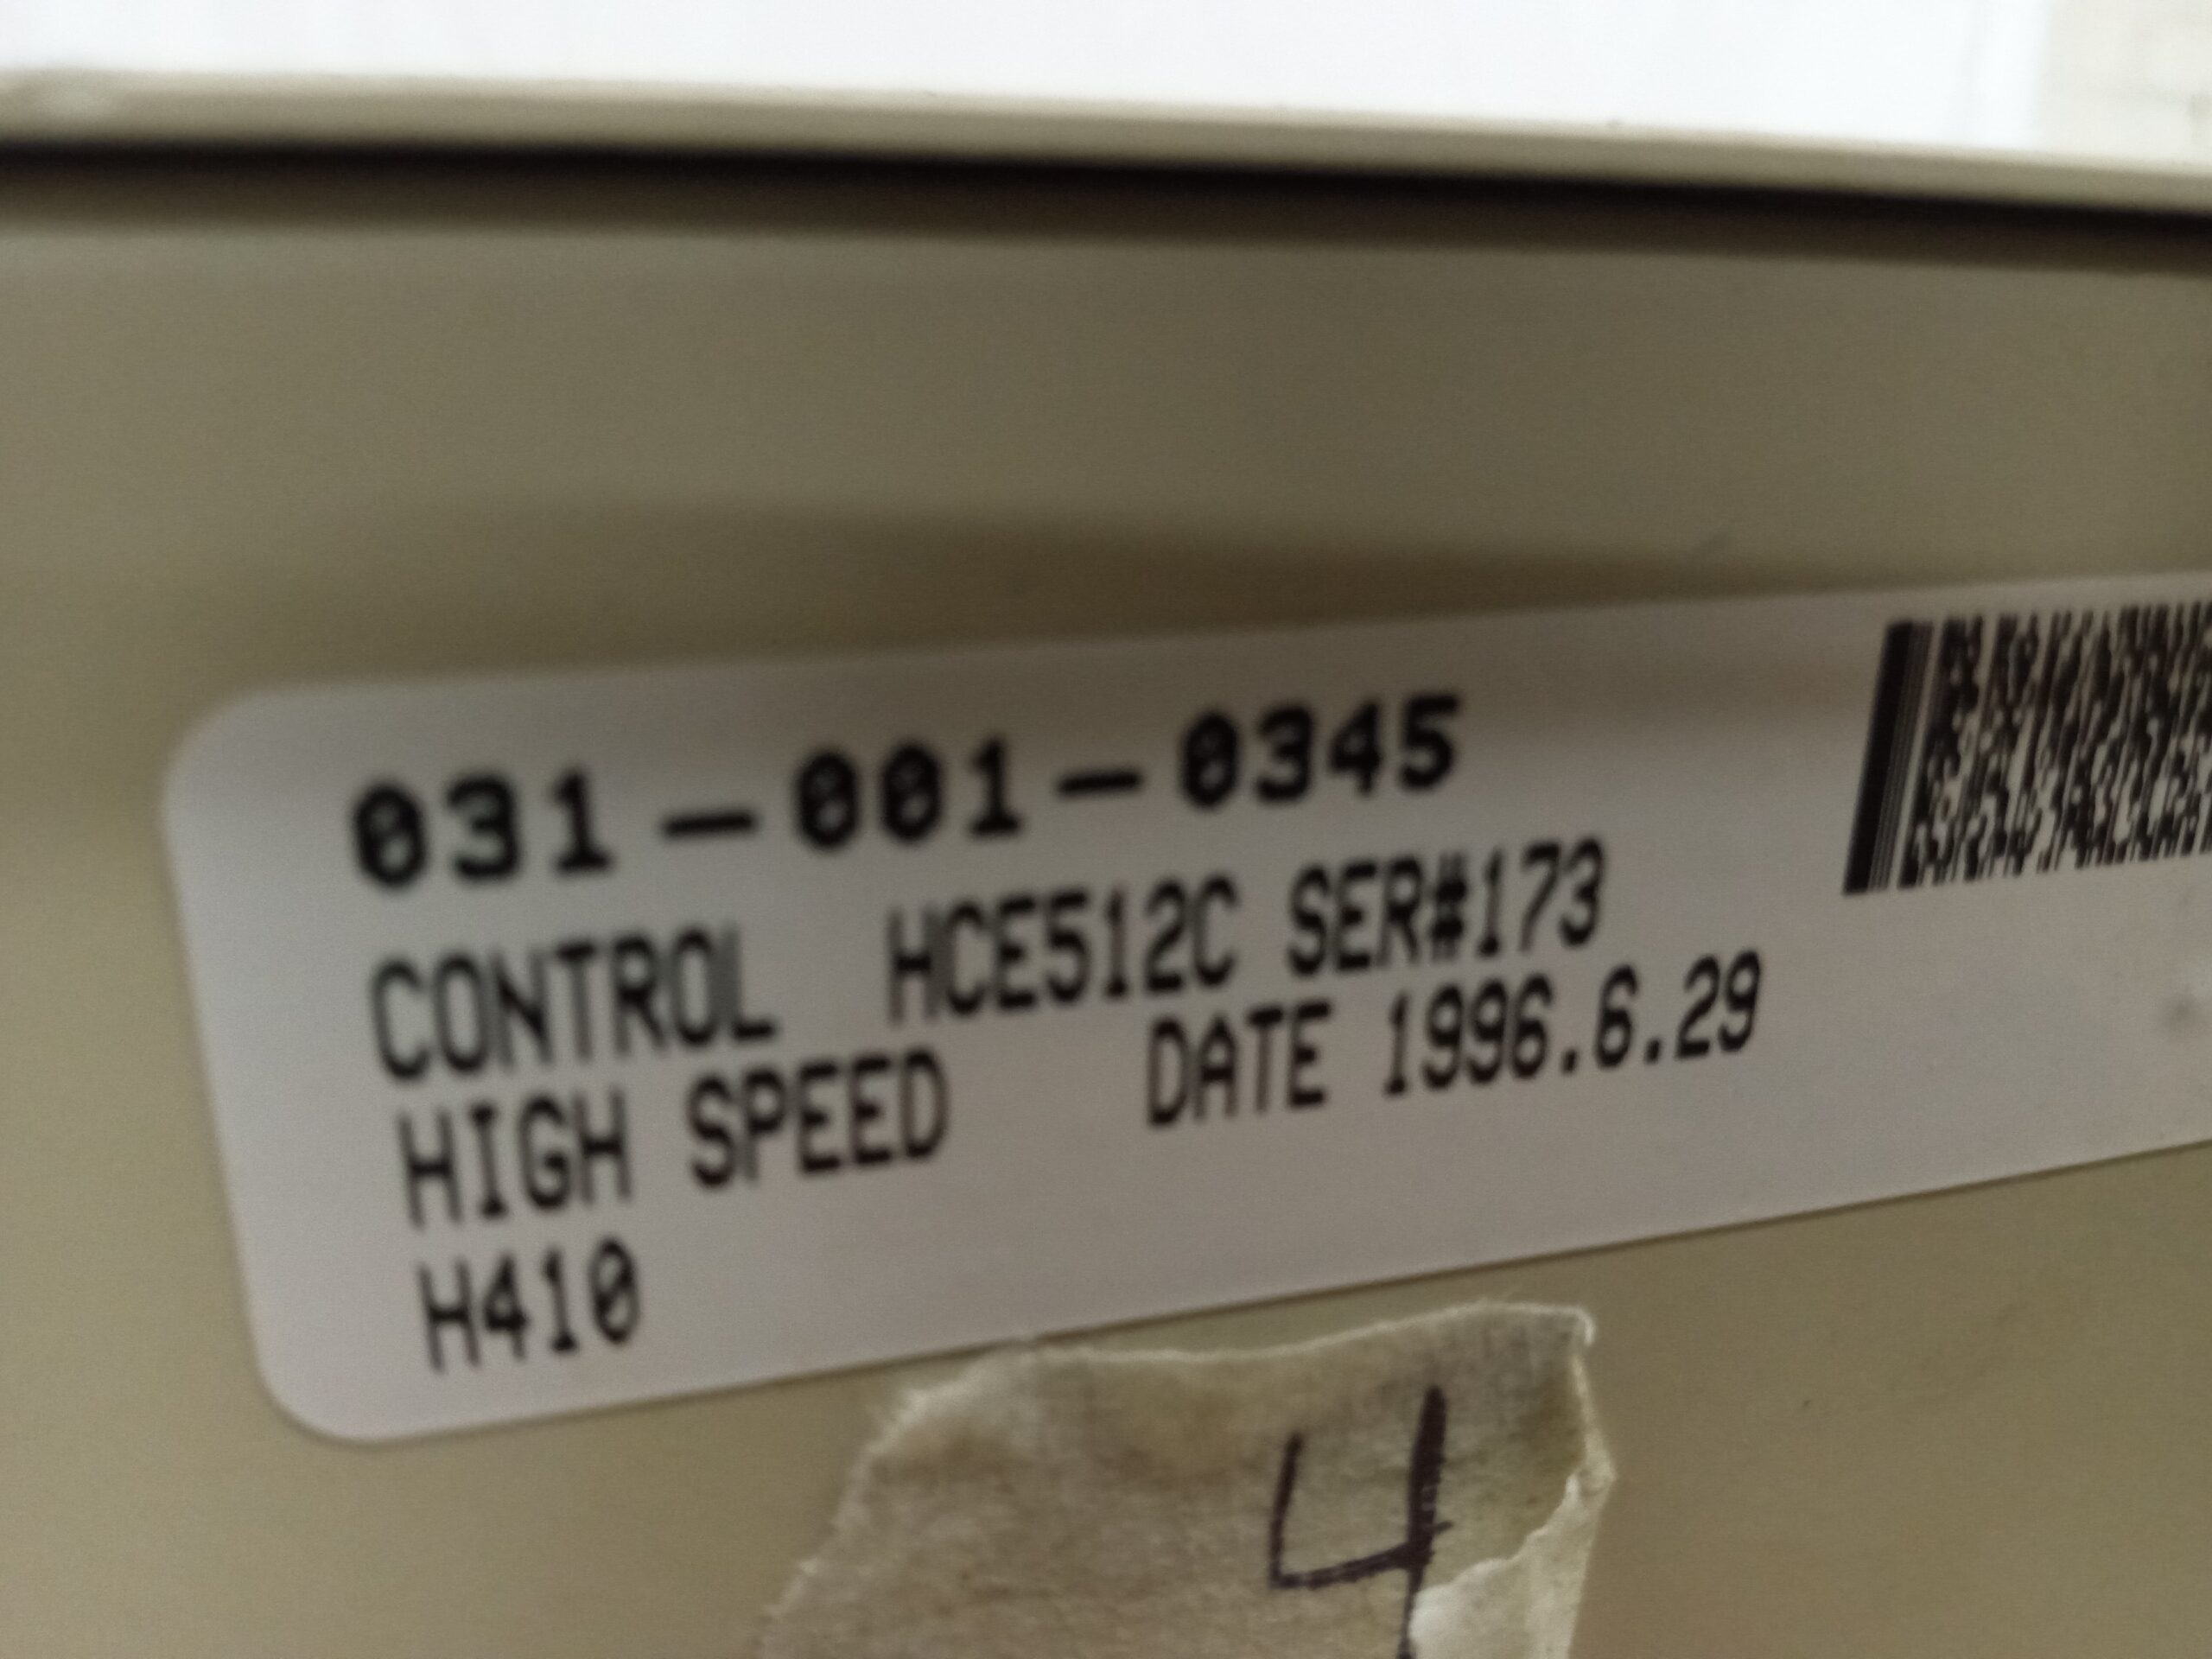 031-001-0345
CONTROL HCE512C SER#173
HIGH SPEED DATE 1996.6.29
H410
4